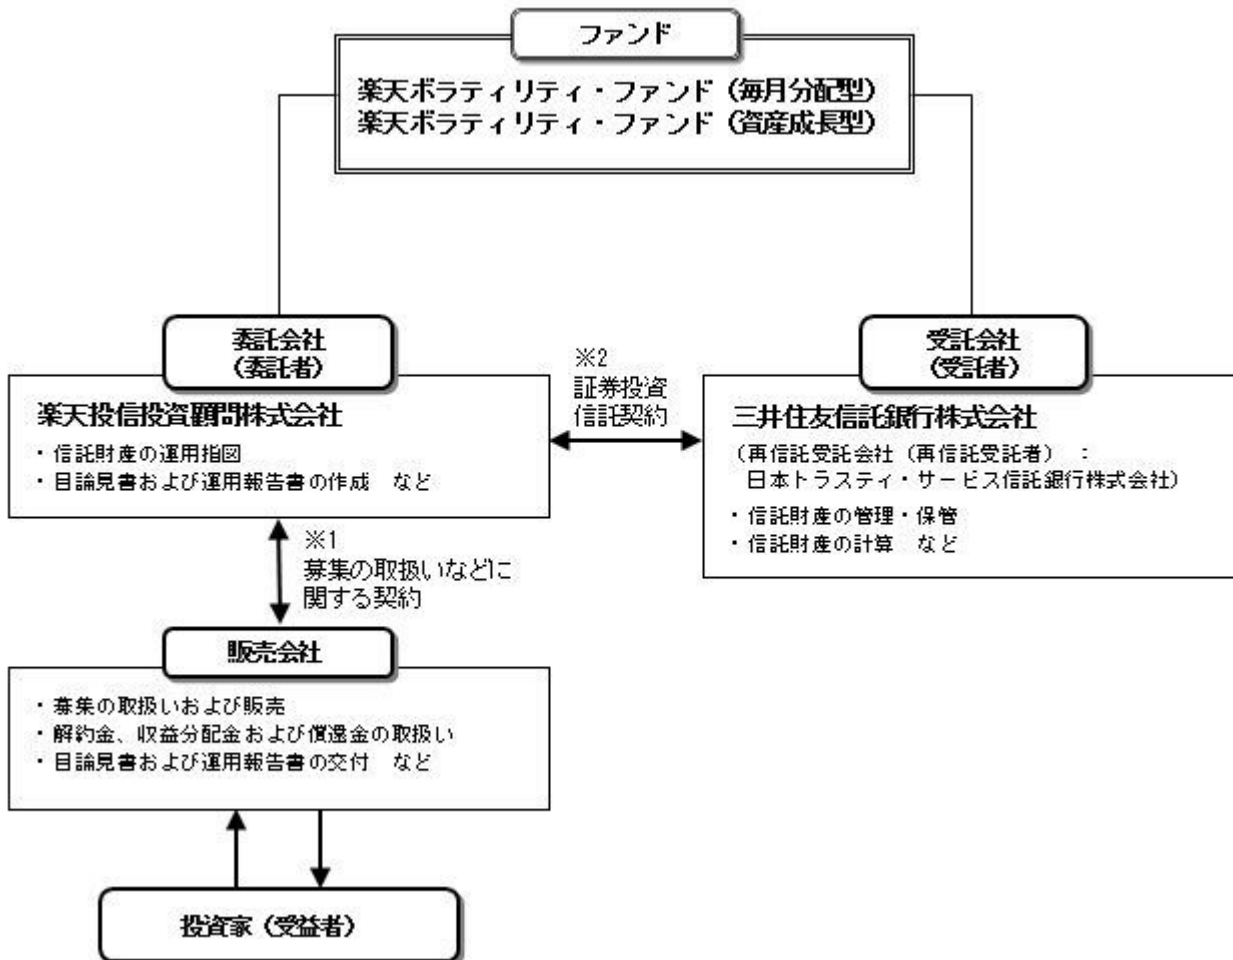 ファンド
楽天ボラティリティ・ファンド（毎月分配型）
楽天ボラティリティ・ファンド（資産成長型）
委託会社
（委託者）
楽天投信投資顧問株式会社
・信託財産の運用指図
・目論見書および運用報告書の作成　など
※2
証券投資
信託契約
受託会社
（受託者）
三井住友信託銀行株式会社
（再信託受託会社（再信託受託者）：
日本トラスティ・サービス信託銀行株式会社）
・信託財産の管理・保管
・信託財産の計算　など
※1
募集の取扱いなどに
関する契約
販売会社
・募集の取扱いおよび販売
・解約金、収益分配金および償還金の取扱い
・目論見書および運用報告書の交付　など
投資家（受益者）